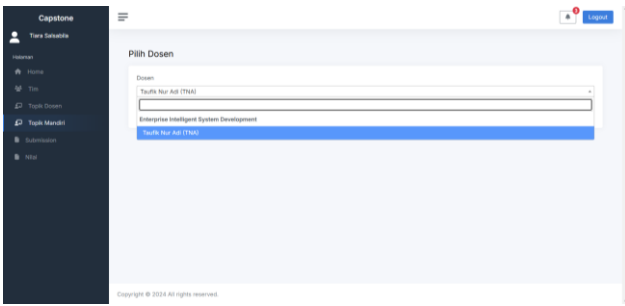 Capstone
3
Logout
Tiara Salsabila
Halaman
Home
Tim
Topik Dosen
Topik Mandiri
Submission
Nilai
Pilih Dosen
Dosen
Taufik Nur Adi (TNA)
Enterprise Intelligent System Development
Taufik Nur Adi (TNA)
Copyright © 2024 All rights reserved.